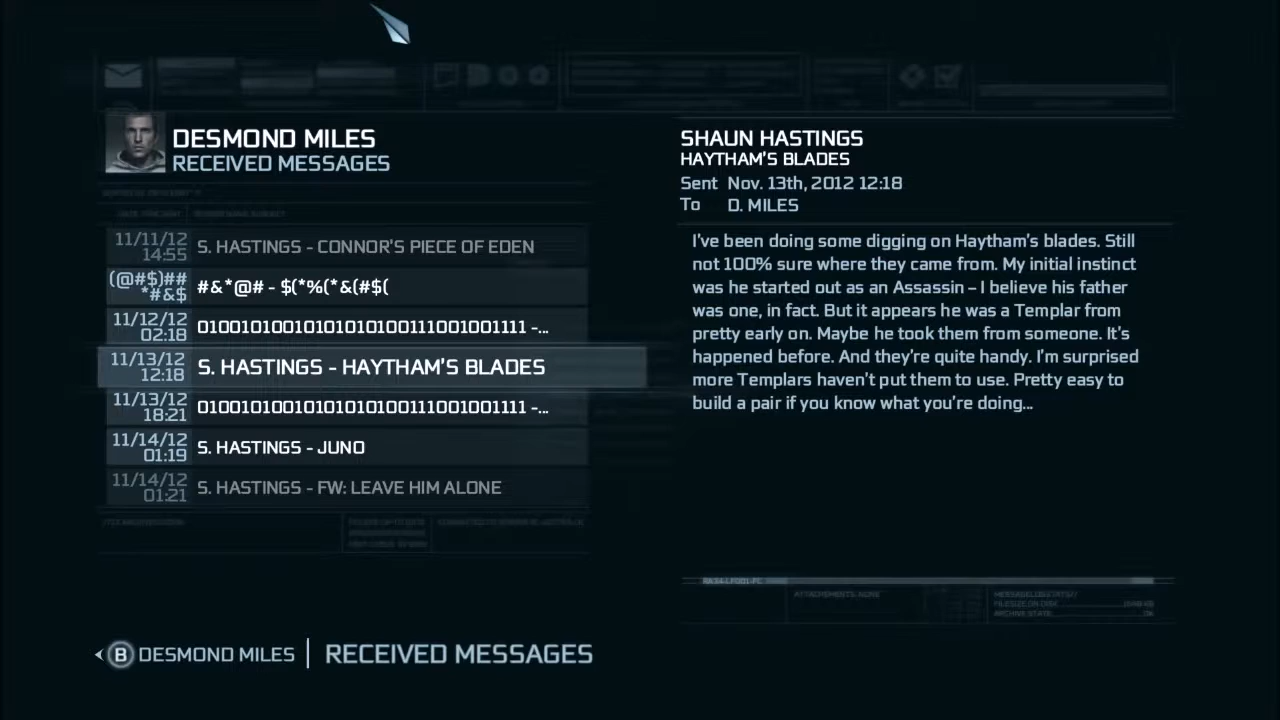 DESMOND MILES
RECEIVED MESSAGES
11/11/12
14:55
S. HASTINGS - CONNOR'S PIECE OF EDEN
(@#$)##
*#&$
#&*@# - $(*%(*&(#$(
11/12/12
02:18
0100101001010101010011100100111 1 -...
11/13/12
12:18
S. HASTINGS - HAYTHAM'S BLADES
11/13/12
18:21
0100101001010101010011100100111 1 -...
11/14/12
01:19
S. HASTINGS - JUNO
11/14/12
01:21
S. HASTINGS - FW: LEAVE HIM ALONE
SHAUN HASTINGS
HAYTHAM'S BLADES
Sent Nov. 13th, 2012 12:18
To D. MILES
I've been doing some digging on Haytham's blades. Still
not 100% sure where they came from. My initial instinct
was he started out as an Assassin – I believe his father
was one, in fact. But it appears he was a Templar from
pretty early on. Maybe he took them from someone. It's
happened before. And they're quite handy. I'm surprised
more Templars haven't put them to use. Pretty easy to
build a pair if you know what you're doing...
ATTACHMENTS: NONE
B DESMOND MILES | RECEIVED MESSAGES